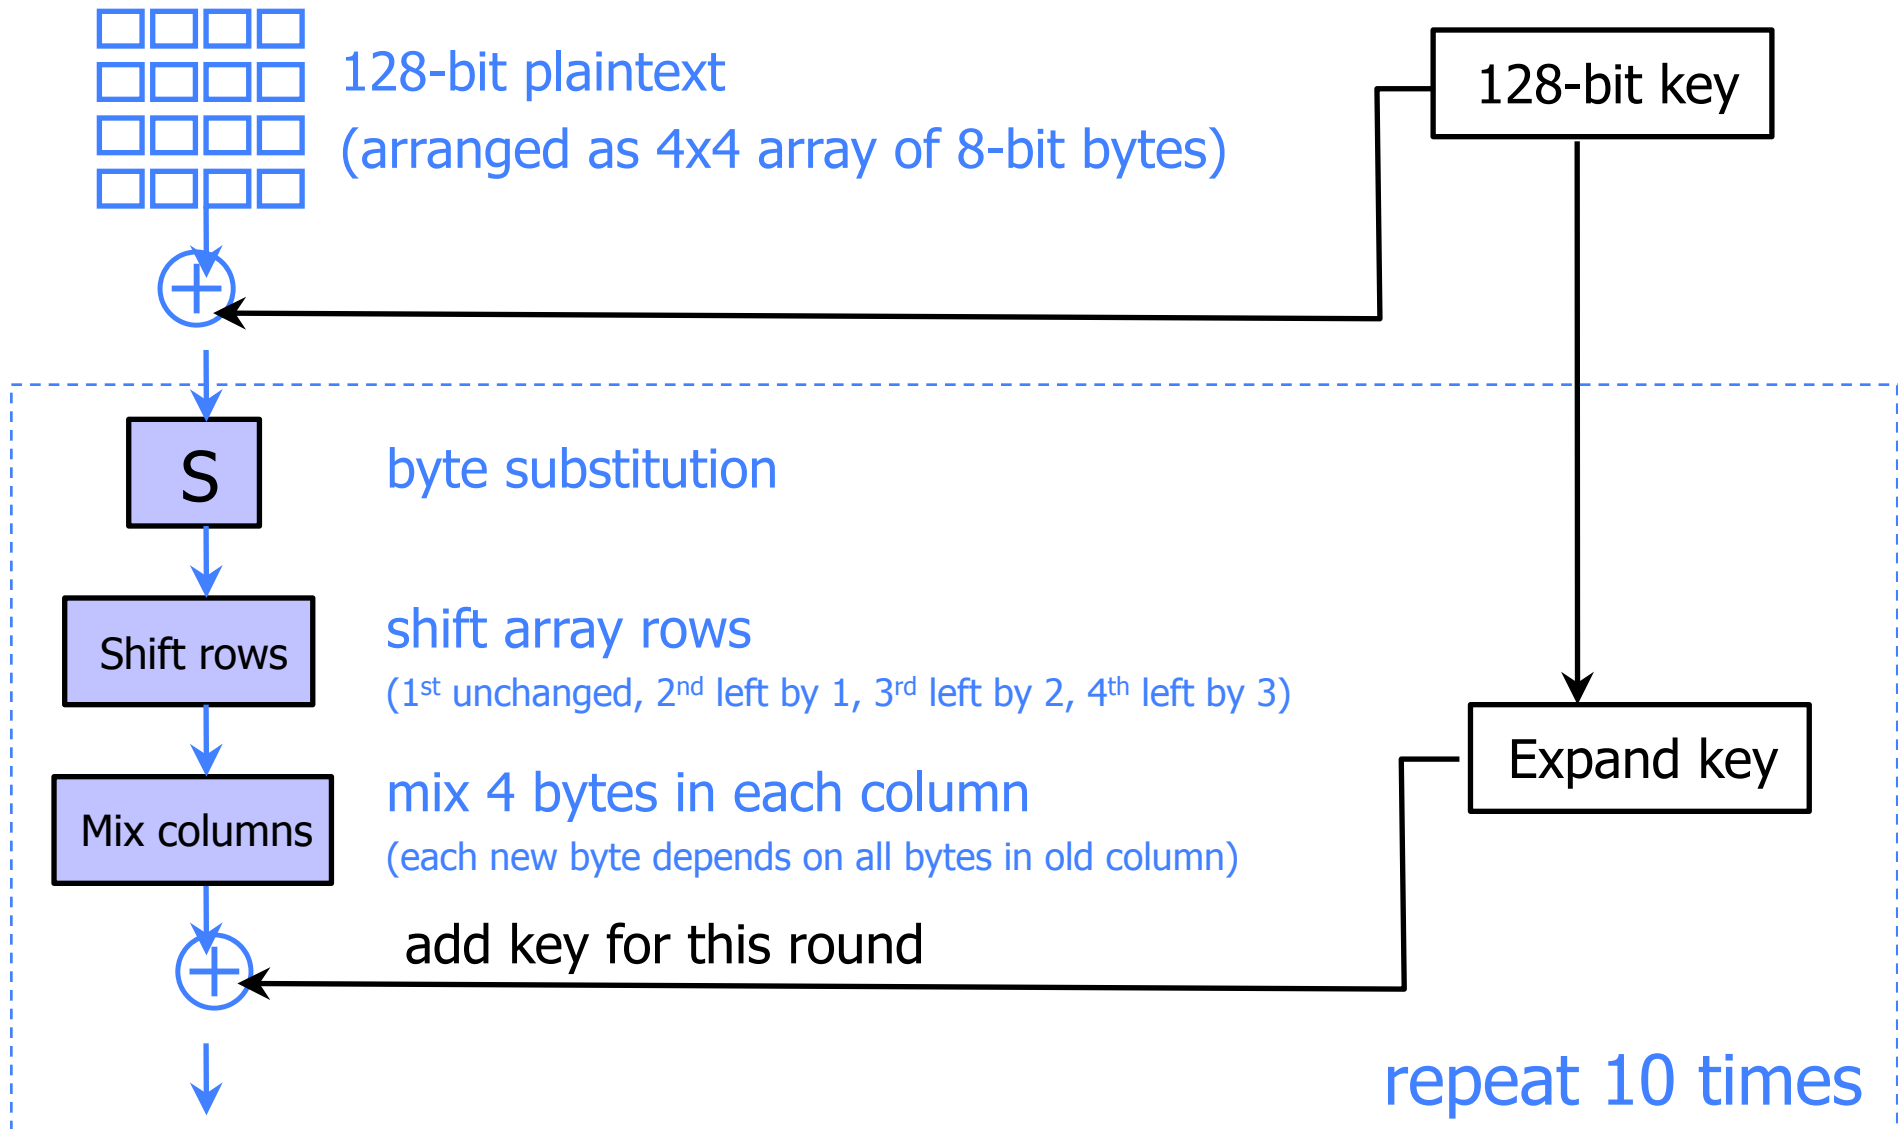 128-bit plaintext
(arranged as 4x4 array of 8-bit bytes)
128-bit key
S
byte substitution
Shift rows
shift array rows
(1st unchanged, 2nd left by 1, 3rd left by 2, 4th left by 3)
Expand key
Mix columns
mix 4 bytes in each column
(each new byte depends on all bytes in old column)
add key for this round
repeat 10 times